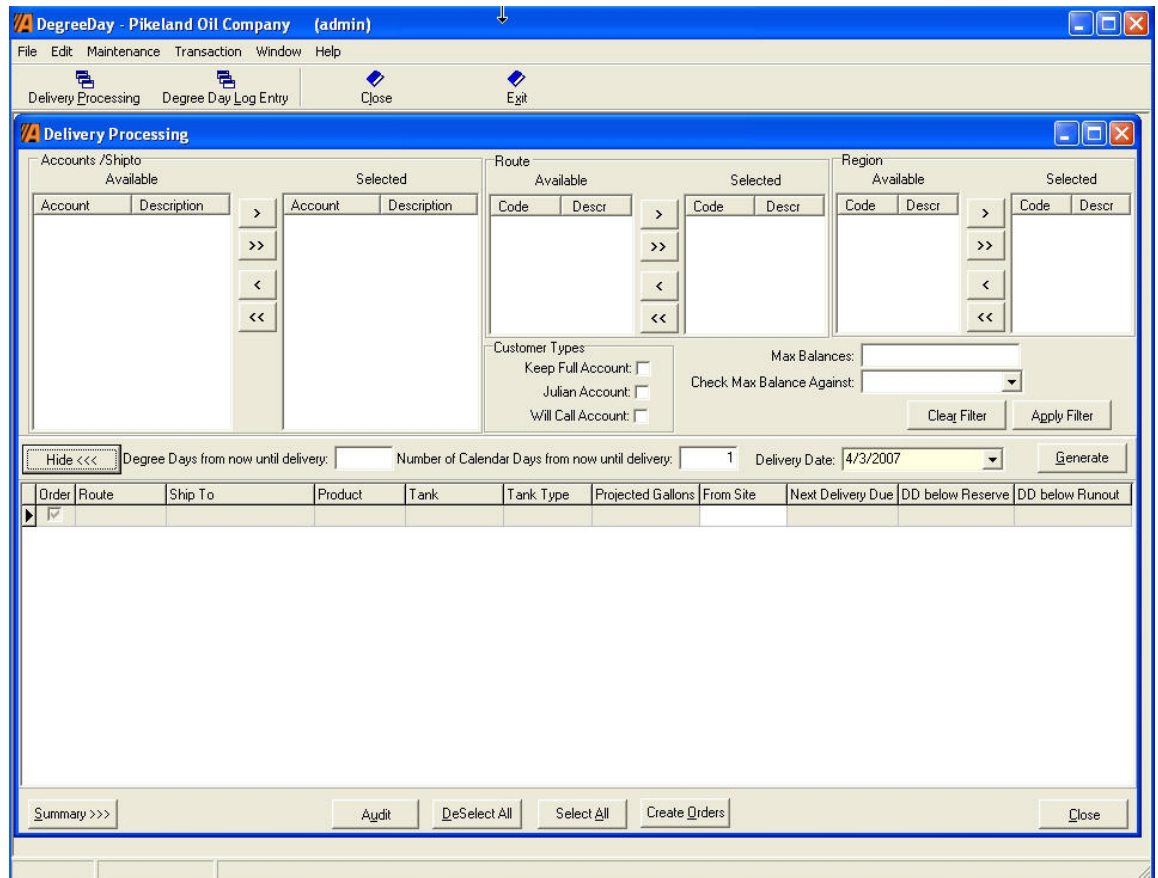 DegreeDay - Pikeland Oil Company (admin)
File Edit Maintenance Transaction Window Help
Delivery Processing Degree Day Log Entry Close Exit
Delivery Processing
Accounts /Shipto Route Region
Available Selected Available Selected Available Selected
Account Description > Account Description Code Descr > Code Descr Code Descr > Code Descr
>> >> >>
< < <
<< << <<
Customer Types
Keep Full Account: Max Balances:
Julian Account: Check Max Balance Against:
Will Call Account: Clear Filter Apply Filter
Hide <<< Degree Days from now until delivery: Number of Calendar Days from now until delivery: 1 Delivery Date: 4/3/2007 Generate
Order Route Ship To Product Tank Tank Type Projected Gallons From Site Next Delivery Due DD below Reserve DD below Runout
Summary >>> Audit DeSelect All Select All Create Orders Close